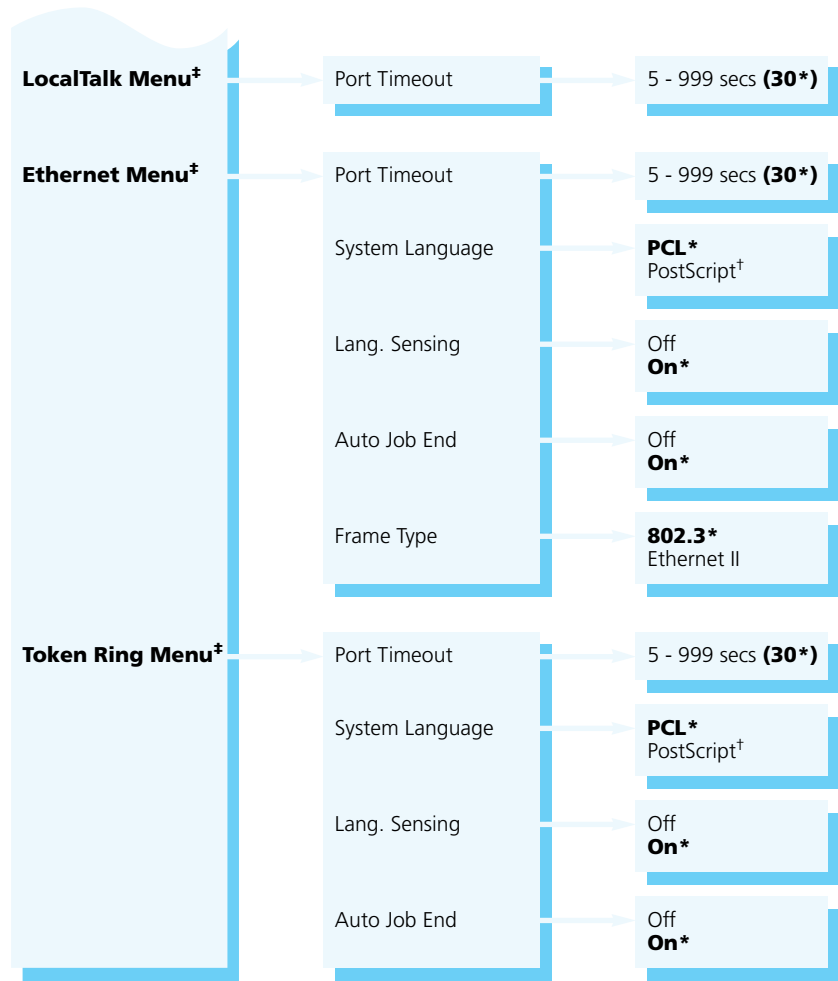 LocalTalk Menu‡
Port Timeout
5 - 999 secs (30*)
Ethernet Menu‡
Port Timeout
5 - 999 secs (30*)
System Language
PCL*
PostScript†
Lang. Sensing
Off
On*
Auto Job End
Off
On*
Frame Type
802.3*
Ethernet II
Token Ring Menu‡
Port Timeout
5 - 999 secs (30*)
System Language
PCL*
PostScript†
Lang. Sensing
Off
On*
Auto Job End
Off
On*